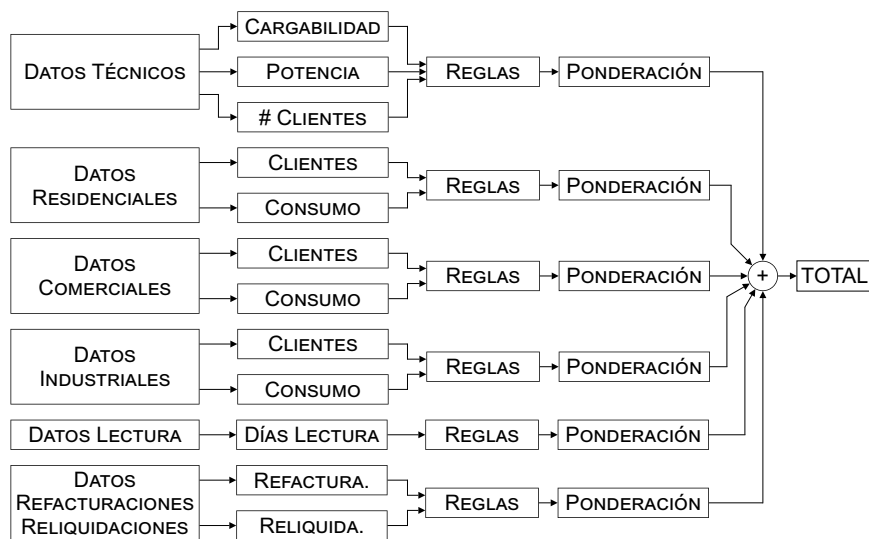 DATOS TÉCNICOS
CARGABILIDAD
POTENCIA
# CLIENTES
REGLAS
PONDERACIÓN
DATOS
RESIDENCIALES
CLIENTES
CONSUMO
REGLAS
PONDERACIÓN
DATOS
COMERCIALES
CLIENTES
CONSUMO
REGLAS
PONDERACIÓN
+
TOTAL
DATOS
INDUSTRIALES
CLIENTES
CONSUMO
REGLAS
PONDERACIÓN
DATOS LECTURA
DÍAS LECTURA
REGLAS
PONDERACIÓN
DATOS
REFACTURACIONES
RELIQUIDACIONES
REFACTURA.
RELIQUIDA.
REGLAS
PONDERACIÓN